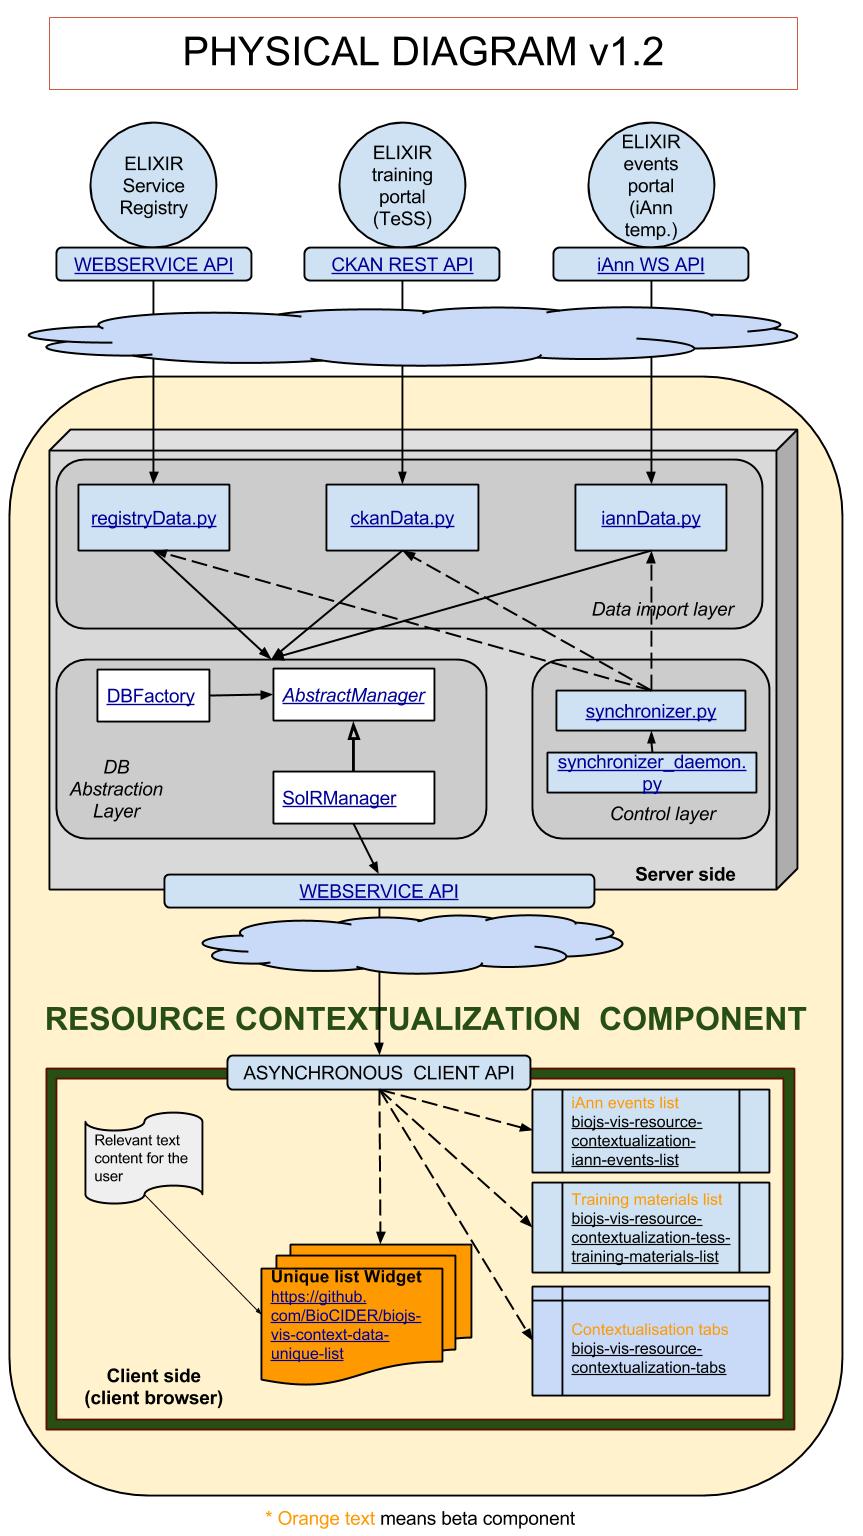 PHYSICAL DIAGRAM v1.2
ELIXIR
Service
Registry
ELIXIR
training
portal
(TeSS)
ELIXIR
events
portal
(iAnn
temp.)
WEBSERVICE API
CKAN REST API
iAnn WS API
registryData.py
ckanData.py
iannData.py
Data import layer
DBFactory
AbstractManager
synchronizer.py
synchronizer_daemon.
py
DB
Abstraction
Layer
SolRManager
Control layer
Server side
WEBSERVICE API
RESOURCE CONTEXTUALIZATION COMPONENT
ASYNCHRONOUS CLIENT API
Relevant text
content for the
user
iAnn events list
biojs-vis-resource-
contextualization-
iann-events-list
Training materials list
biojs-vis-resource-
contextualization-tess-
training-materials-list
Unique list Widget
https://github.
com/BioCIDER/biojs-
vis-context-data-
unique-list
Contextualisation tabs
biojs-vis-resource-
contextualization-tabs
Client side
(client browser)
* Orange text means beta component